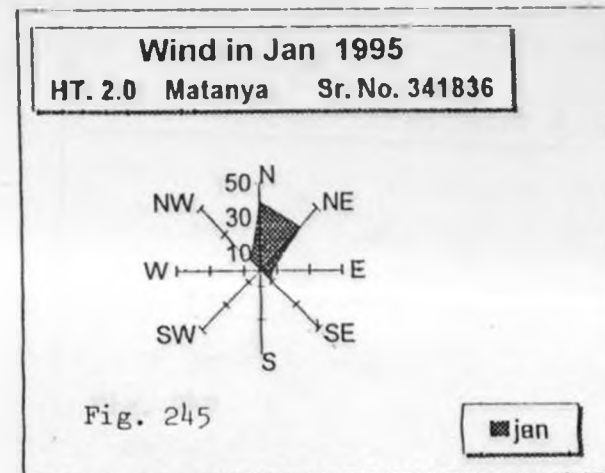 Wind in Jan 1995
HT. 2.0 Matanya Sr. No. 341836
N
50
NW
NE
30
10
W
E
SW
SE
S
Fig. 245
jan